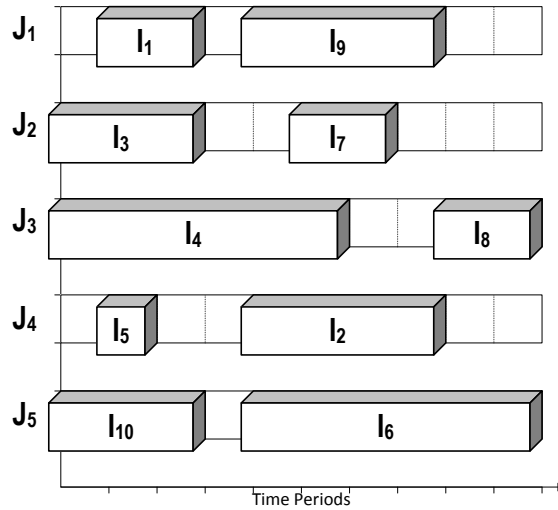 J₁ I₁ I₉
J₂ I₃ I₇
J₃ I₄ I₈
J₄ I₅ I₂
J₅ I₁₀ I₆
Time Periods